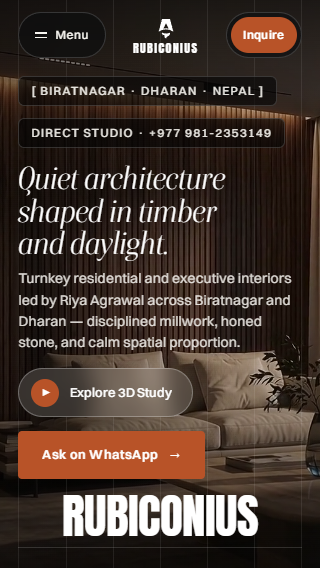 Menu
RUBICONIUS
Inquire
[ BIRATNAGAR · DHARAN · NEPAL ]
DIRECT STUDIO · +977 981-2353149
Quiet architecture
shaped in timber
and daylight.
Turnkey residential and executive interiors
led by Riya Agrawal across Biratnagar and
Dharan — disciplined millwork, honed
stone, and calm spatial proportion.
Explore 3D Study
Ask on WhatsApp →
RUBICONIUS